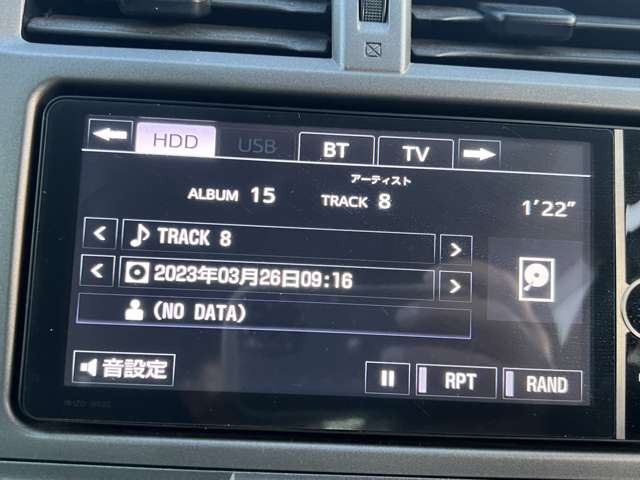 HDD USB BT TV
アーティスト
ALBUM 15 TRACK 8 1'22"
TRACK 8
2023年03月26日09:16
(NO DATA)
音設定 RPT RAND